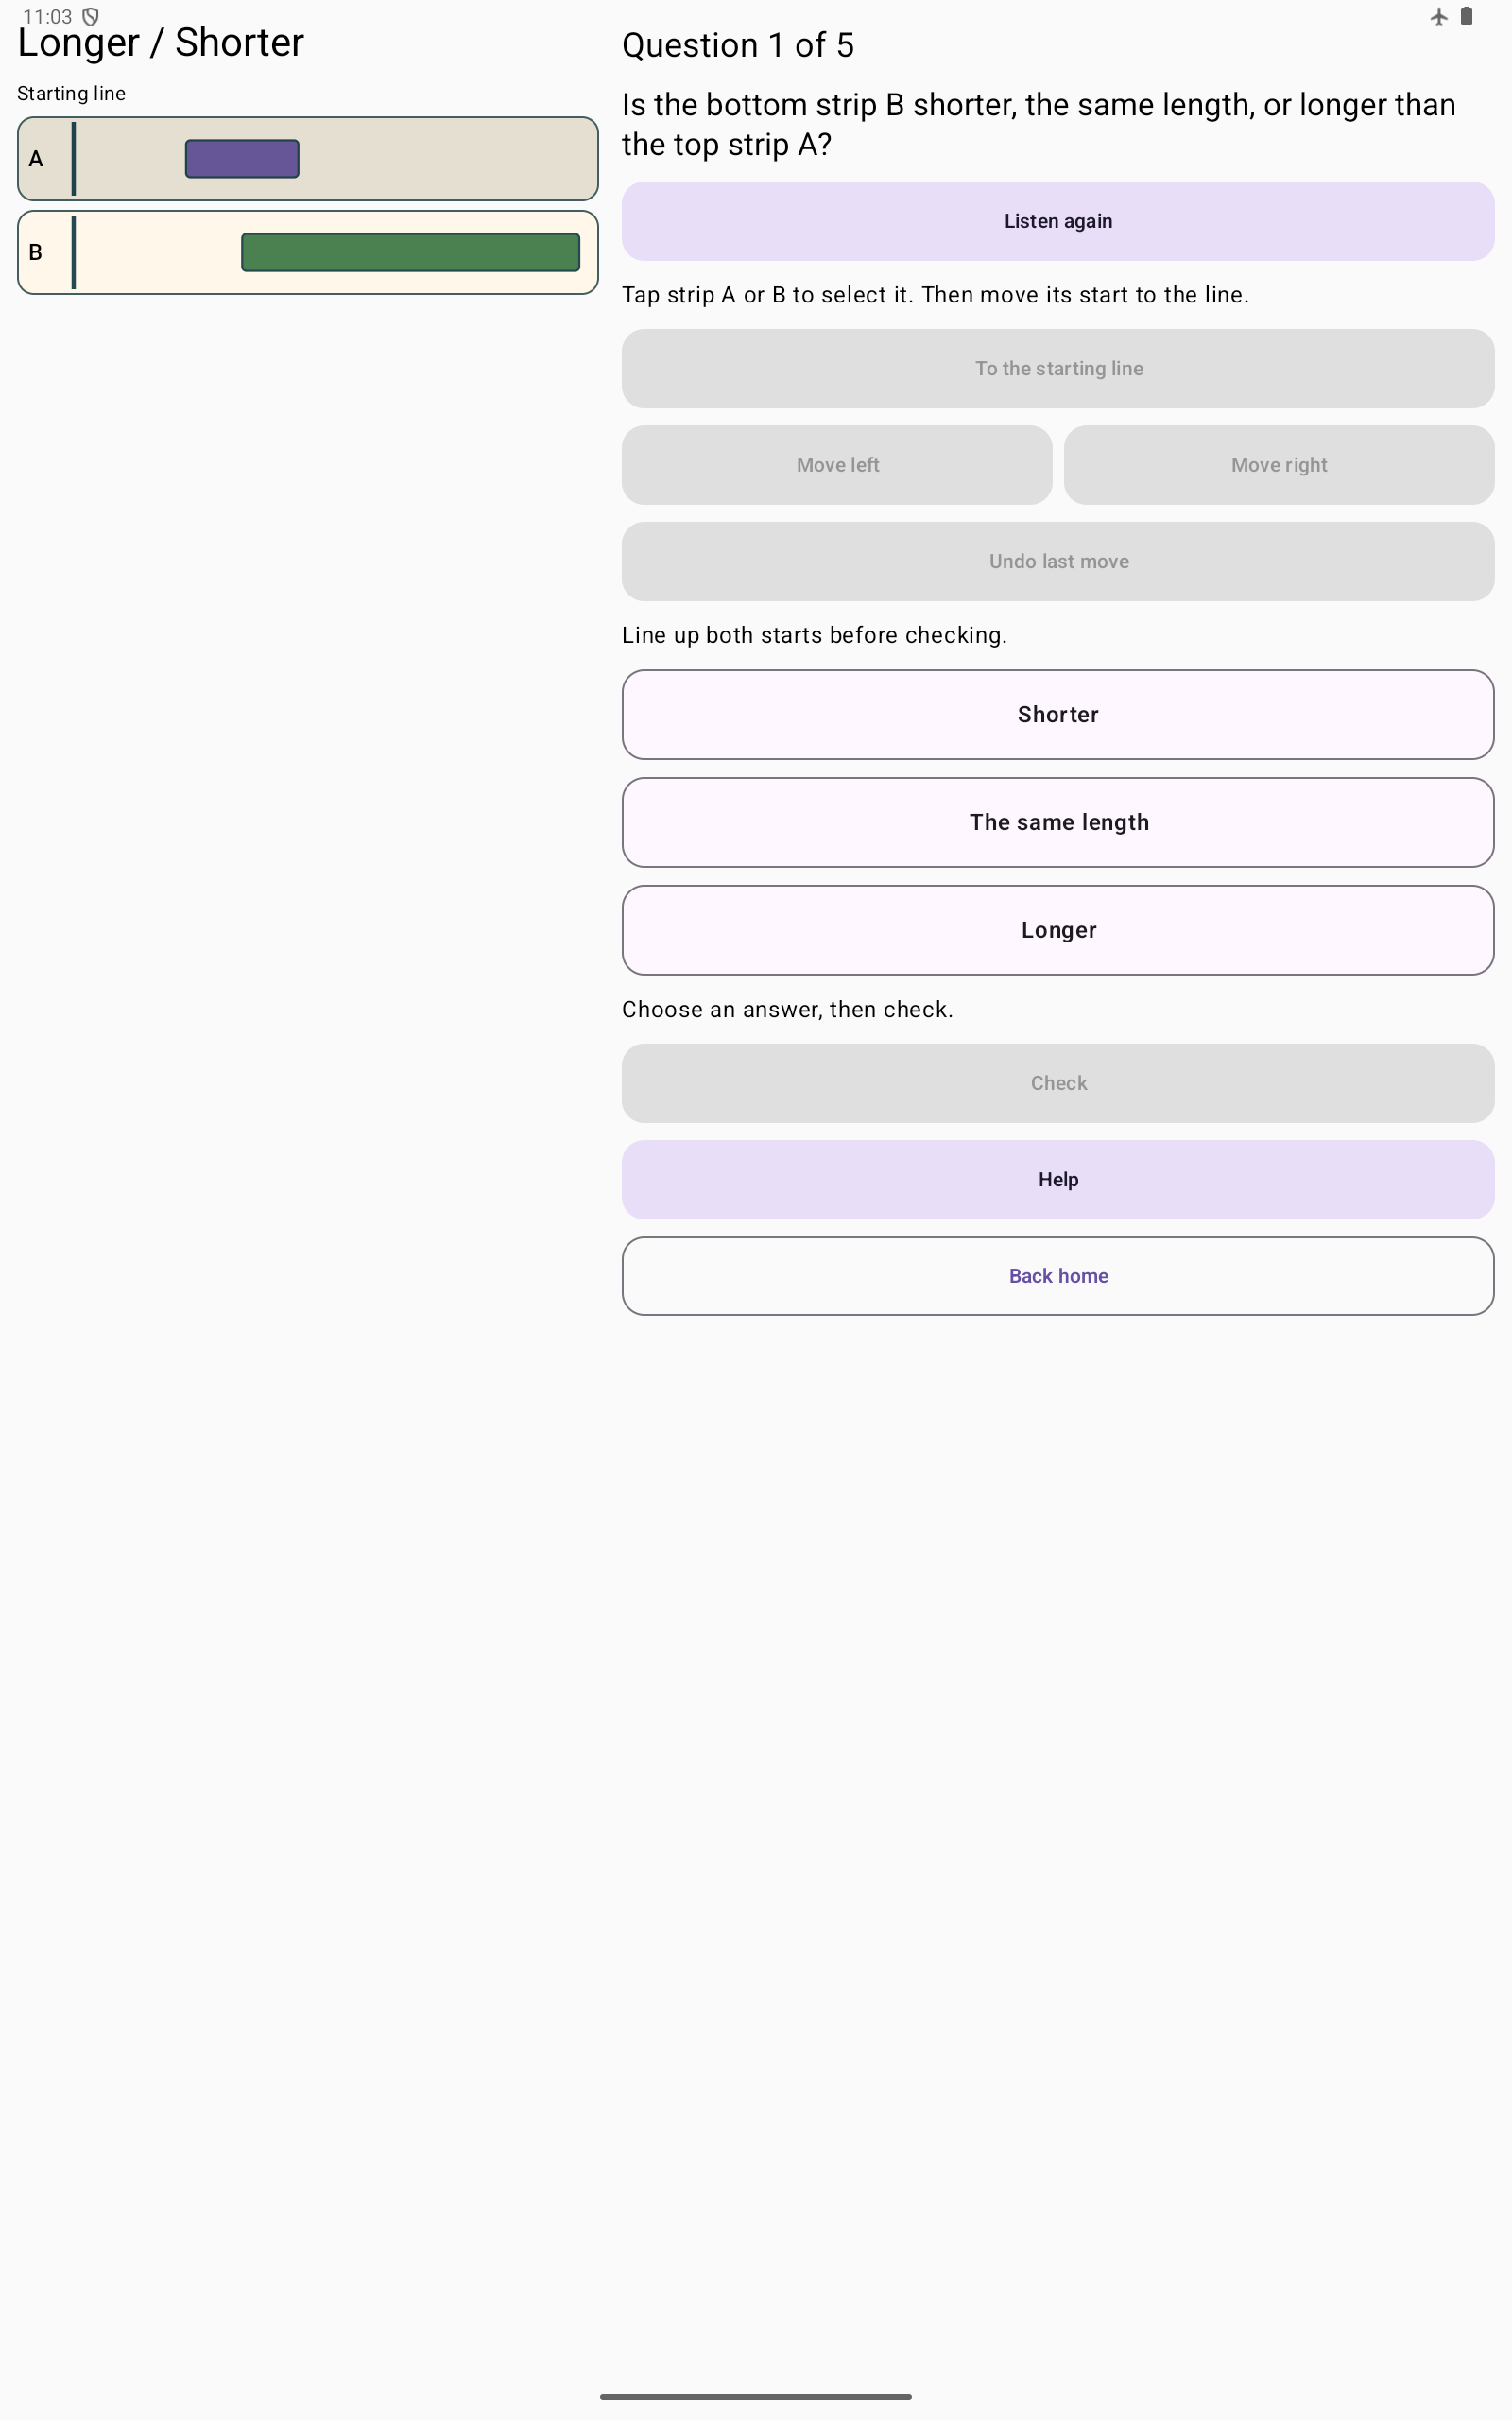 11:03
Longer / Shorter
Starting line
A
B
Question 1 of 5
Is the bottom strip B shorter, the same length, or longer than
the top strip A?
Listen again
Tap strip A or B to select it. Then move its start to the line.
To the starting line
Move left
Move right
Undo last move
Line up both starts before checking.
Shorter
The same length
Longer
Choose an answer, then check.
Check
Help
Back home